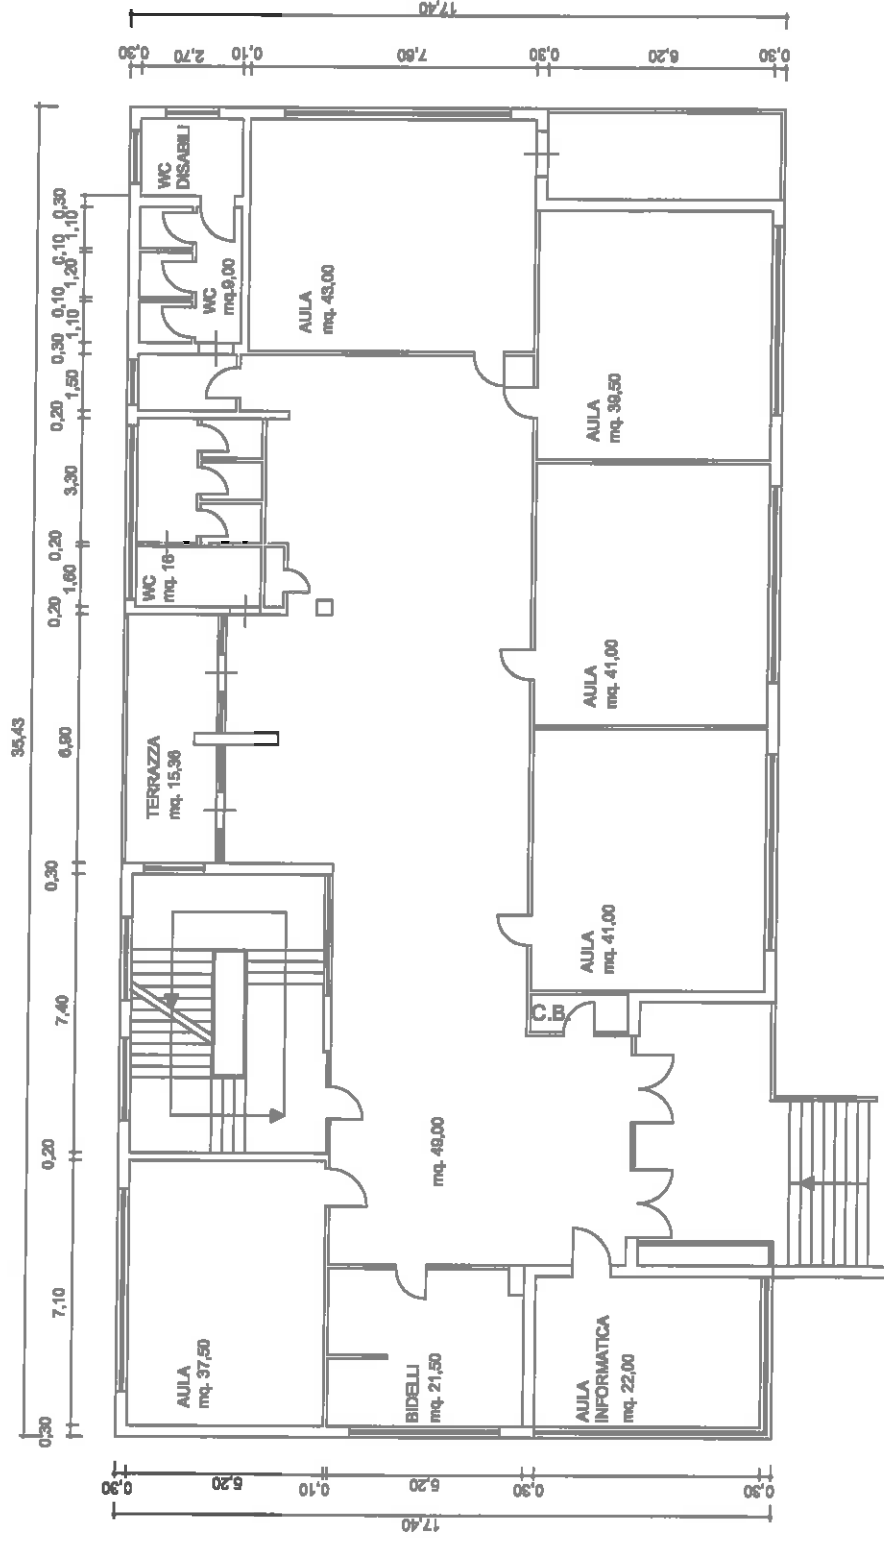 35,43
0,30
7,10
0,20
7,40
0,30
6,90
0,20
1,60
0,20
3,30
0,20
1,50
0,30
1,10
0,10
1,20
0,10
1,10
0,30
17,40
0,30
2,70
0,10
7,60
0,30
6,20
0,30
WC
DISABILI
WC
mq.9,00
AULA
mq. 43,00
AULA
mq. 39,50
WC
mq. 16
TERRAZZA
mq. 15,36
AULA
mq. 41,00
AULA
mq. 41,00
C.B.
mq. 49,00
AULA
mq. 37,50
BIDELLI
mq. 21,50
AULA
INFORMATICA
mq. 22,00
0,30
5,20
0,10
5,20
0,30
0,30
17,40